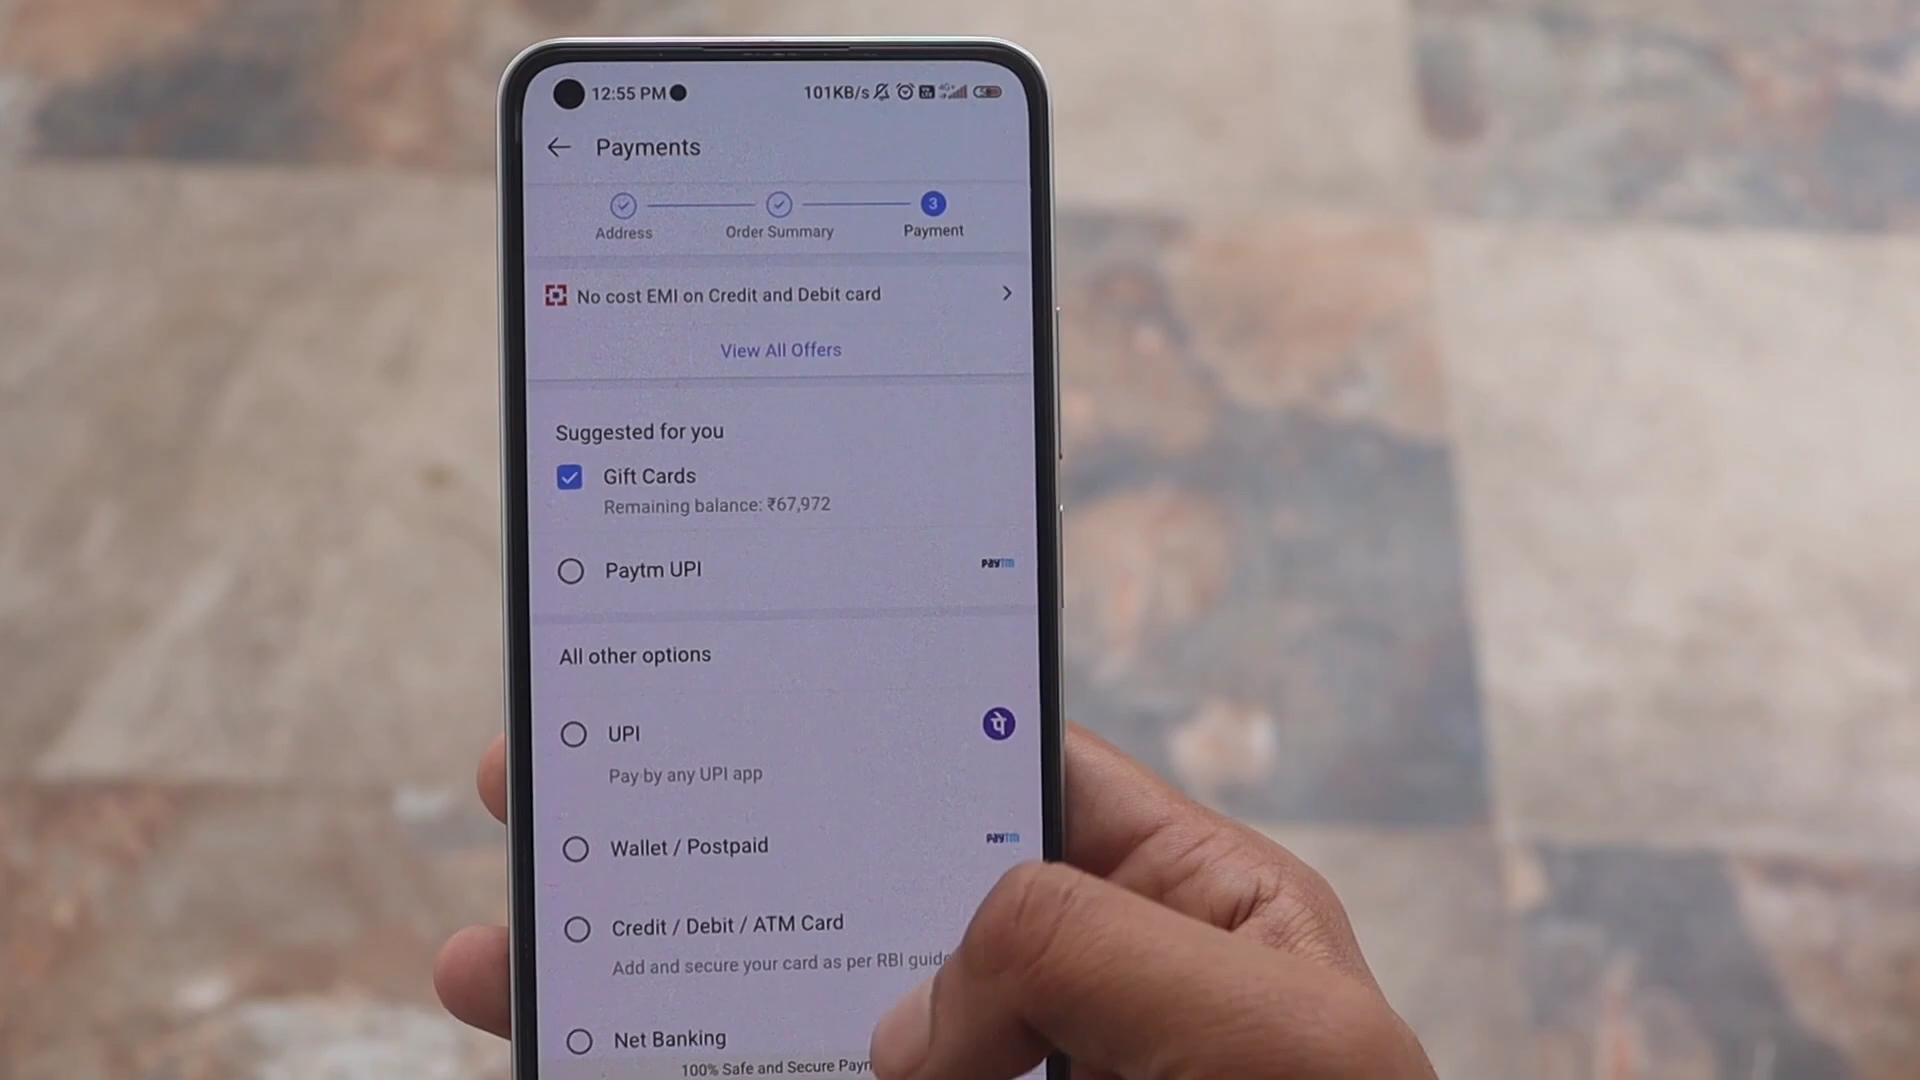 12:55 PM 101KB/s
Payments
3
Address Order Summary Payment
No cost EMI on Credit and Debit card
View All Offers
Suggested for you
Gift Cards
Remaining balance: ₹67,972
Paytm UPI paytm
All other options
UPI पे
Pay by any UPI app
Wallet / Postpaid paytm
Credit / Debit / ATM Card
Add and secure your card as per RBI guide
Net Banking
100% Safe and Secure